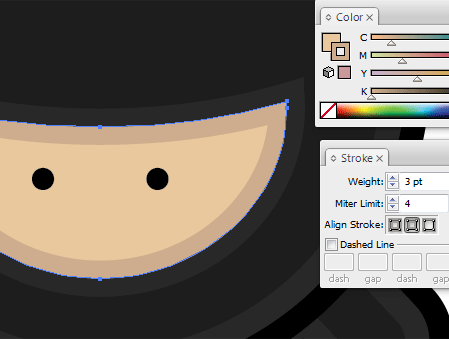 Color
C
M
Y
K
Stroke
Weight: 3 pt
Miter Limit: 4
Align Stroke:
Dashed Line
dash gap dash gap